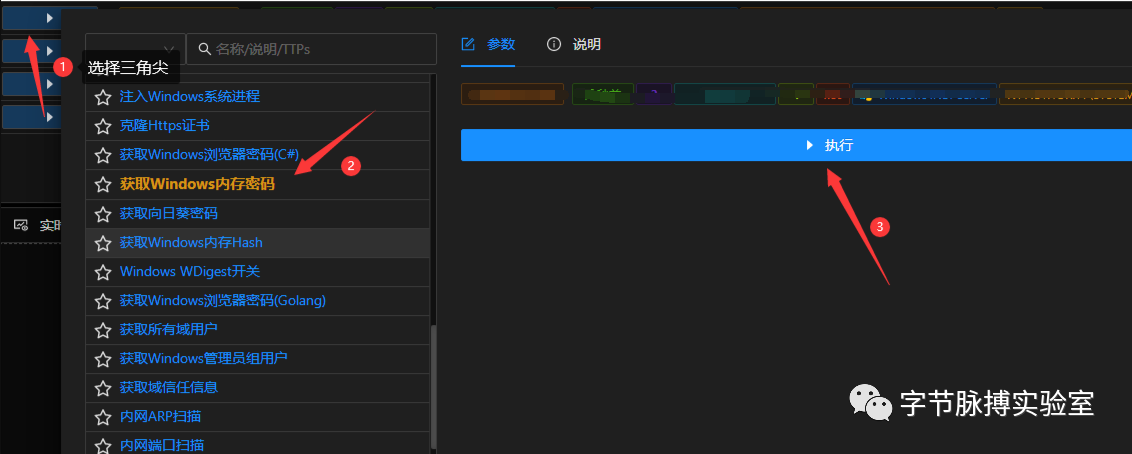 名称/说明/TTPs
参数
说明
1
选择三角尖
注入Windows系统进程
克隆Https证书
获取Windows浏览器密码(C#)
2
获取Windows内存密码
执行
获取向日葵密码
3
实时
获取Windows内存Hash
Windows WDigest开关
获取Windows浏览器密码(Golang)
获取所有域用户
获取Windows管理员组用户
获取域信任信息
内网ARP扫描
内网端口扫描
字节脉搏实验室